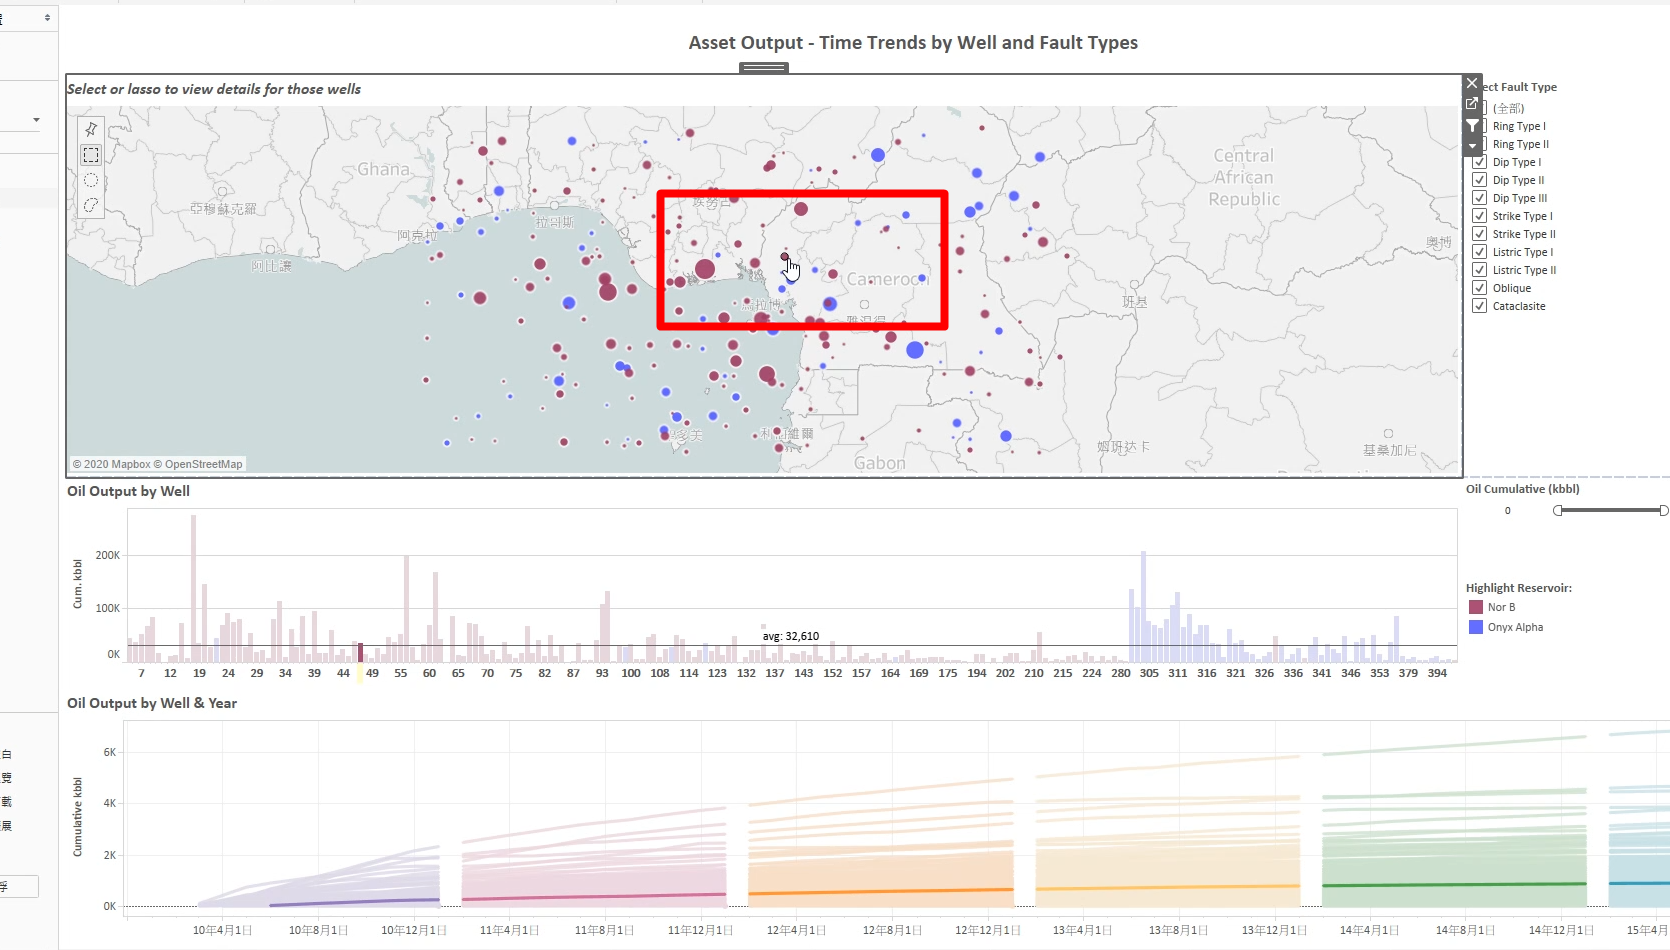 Asset Output - Time Trends by Well and Fault Types
Select or lasso to view details for those wells
Ghana
亞穆蘇克羅
阿克拉
阿比讓
拉哥斯
Cameroon
Central
African
Republic
奧博
班基
姆班达卡
基桑加尼
Gabon
© 2020 Mapbox © OpenStreetMap
ect Fault Type
(全部)
Ring Type I
Ring Type II
Dip Type I
Dip Type II
Dip Type III
Strike Type I
Strike Type II
Listric Type I
Listric Type II
Oblique
Cataclasite
Oil Output by Well
Cum. kbbl
200K
100K
0K
avg: 32,610
7 12 19 24 29 34 39 44 49 55 60 65 70 75 82 87 93 100 108 114 123 132 137 143 152 157 164 169 175 194 202 210 215 224 280 305 311 316 321 326 336 341 346 353 379 394
Oil Cumulative (kbbl)
0
Highlight Reservoir:
Nor B
Onyx Alpha
Oil Output by Well & Year
Cumulative kbbl
6K
4K
2K
0K
10年4月1日 10年8月1日 10年12月1日 11年4月1日 11年8月1日 11年12月1日 12年4月1日 12年8月1日 12年12月1日 13年4月1日 13年8月1日 13年12月1日 14年4月1日 14年8月1日 14年12月1日 15年4月
白
覽
載
展
浮